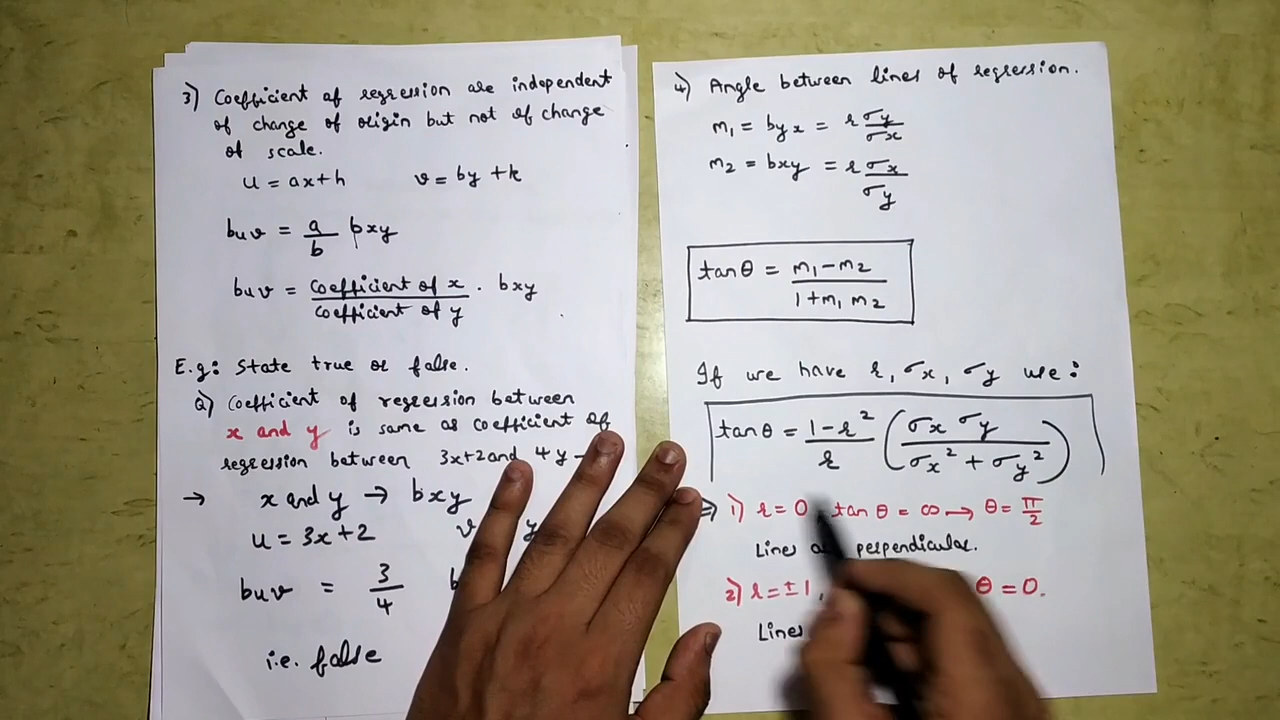 3) Coefficient of regression are independent
of change of origin but not of change
of scale.
u = ax+h v = by +k
buv = a/b bxy
buv = coefficient of x / coefficient of y . bxy
E.g: State true or false.
Q) Coefficient of regression between
x and y is same as coefficient of
regression between 3x+2 and 4y -
→ x and y → bxy
u = 3x+2 v y
buv = 3/4 b
i.e. false
4) Angle between lines of regression.
m₁ = byx = r σy/σx
m₂ = bxy = r σx/σy
tanθ = m₁-m₂ / 1+m₁ m₂
If we have r, σx, σy use:
tanθ = 1-r²/r (σx σy / σx² + σy²)
⇒ 1) r = 0 tan θ = ∞ → θ = π/2
Lines perpendicular.
2) r = ±1, θ = 0.
Lines